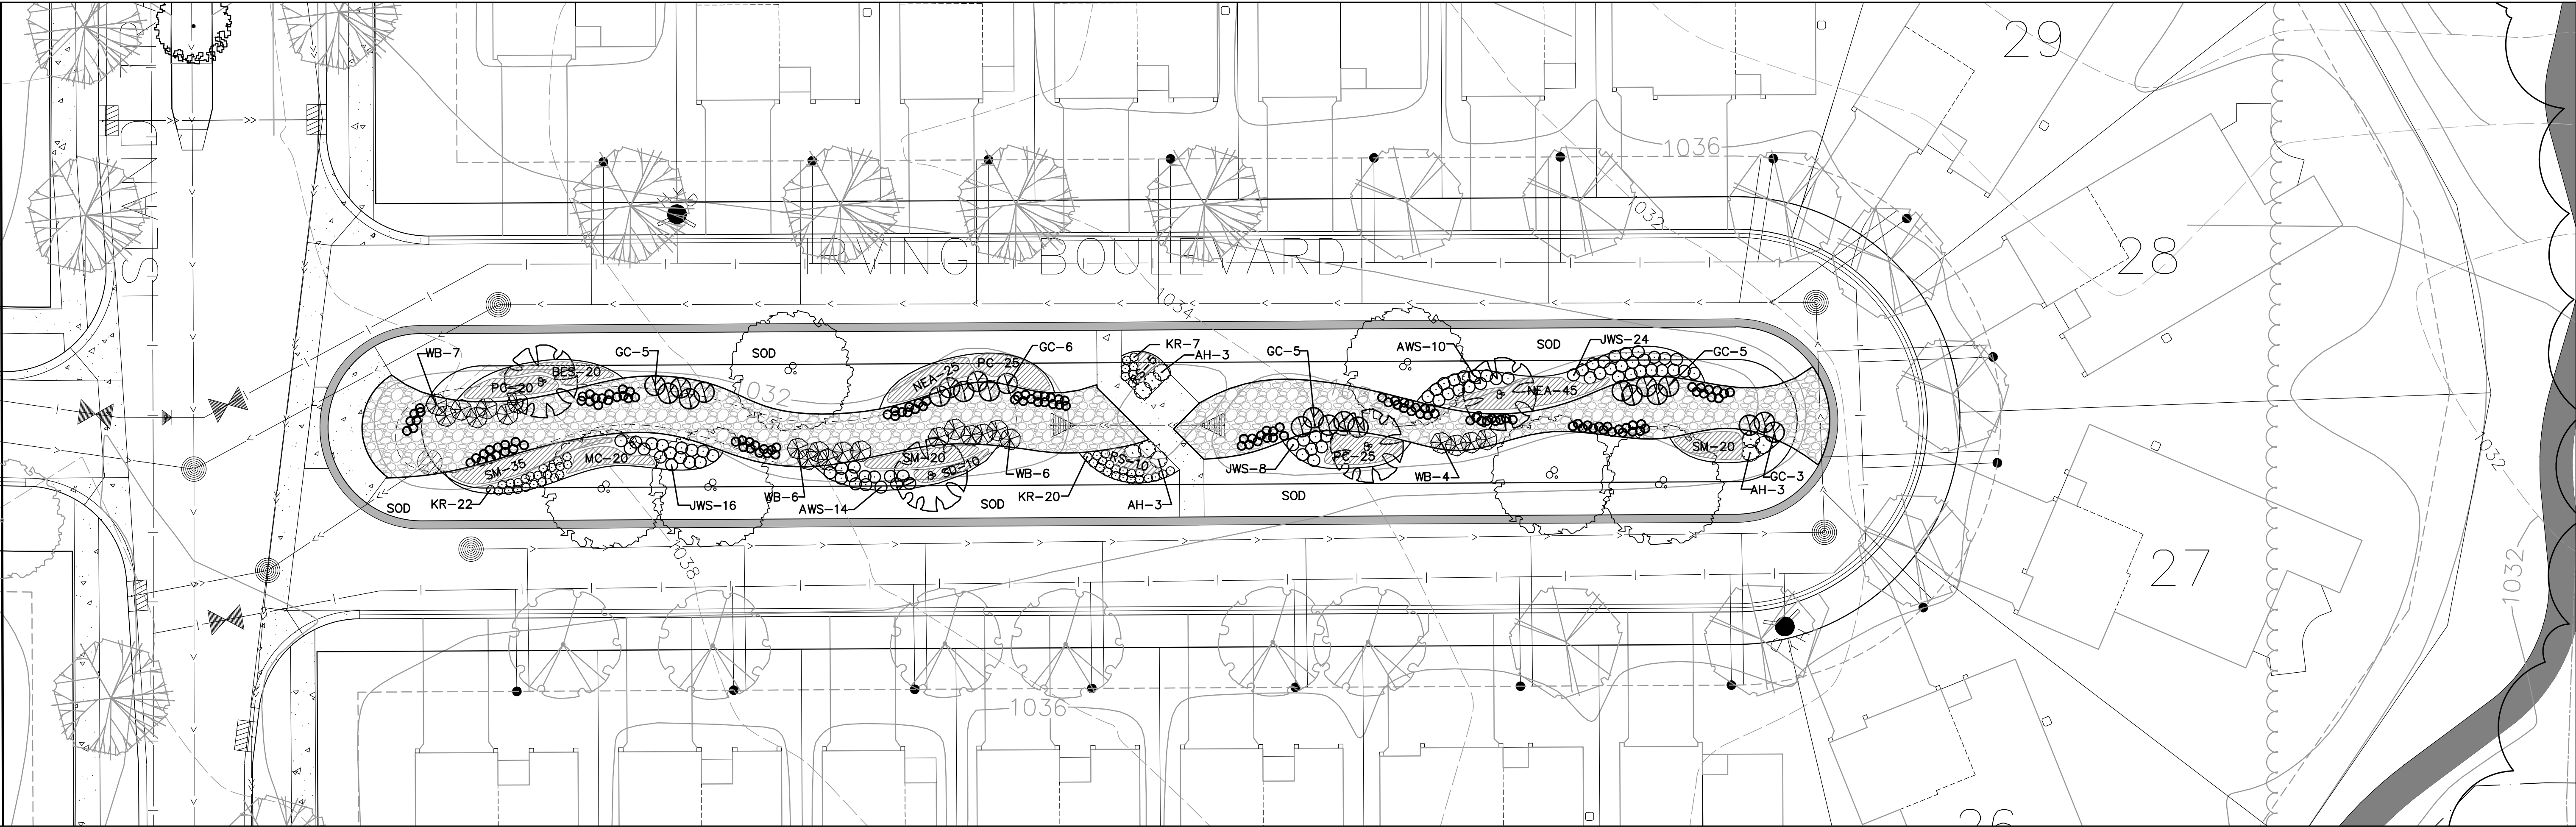 29
1036
1032
28
IRVING BOULEVARD
1034
WB-7
GC-5
SOD
GC-6
KR-7
AH-3
GC-5
AWS-10
SOD
JWS-24
GC-5
BES-20
PC-20
&
NEA-25
PC-25
&
NEA-45
1032
SM-35
MC-20
SM-20
& SD-10
RS-10
PC-25
&
SM-20
WB-6
JWS-8
WB-4
GC-3
AH-3
SOD
KR-22
JWS-16
WB-6
AWS-14
SOD
KR-20
AH-3
SOD
1038
27
1032
1032
1036
26